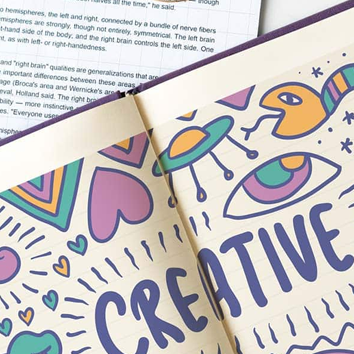 halves all the time," he said.
hemispheres, the left and right, connected by a bundle of nerve fibers
hemispheres are strongly, though not entirely, symmetrical. The left brain
t-hand side of the body, and the right brain controls the left side. One
er, as with left- or right-handedness.
and "right brain" qualities are generalizations that are
important differences between these areas
age (Broca's area and Wernicke's area
eval, Holland said. The right brain
bility — more instinctive
s. "Everyone uses
CREATIVE